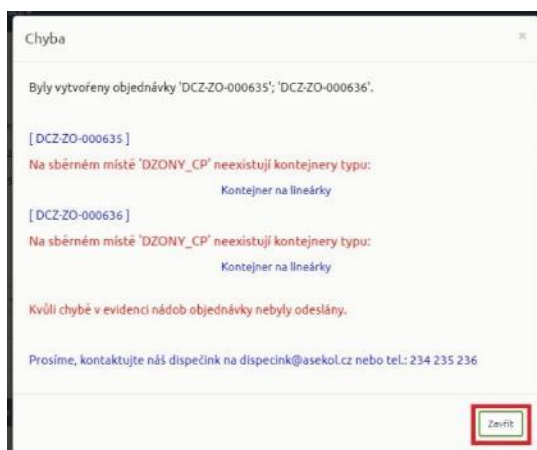 Chyba
×
Byly vytvořeny objednávky 'DCZ-ZO-000635'; 'DCZ-ZO-000636'.
[ DCZ-ZO-000635 ]
Na sběrném místě 'DZONY_CP' neexistují kontejnery typu:
Kontejner na lineárky
[ DCZ-ZO-000636 ]
Na sběrném místě 'DZONY_CP' neexistují kontejnery typu:
Kontejner na lineárky
Kvůli chybě v evidenci nádob objednávky nebyly odeslány.
Prosíme, kontaktujte náš dispečink na dispecink@asekol.cz nebo tel.: 234 235 236
Zavřít